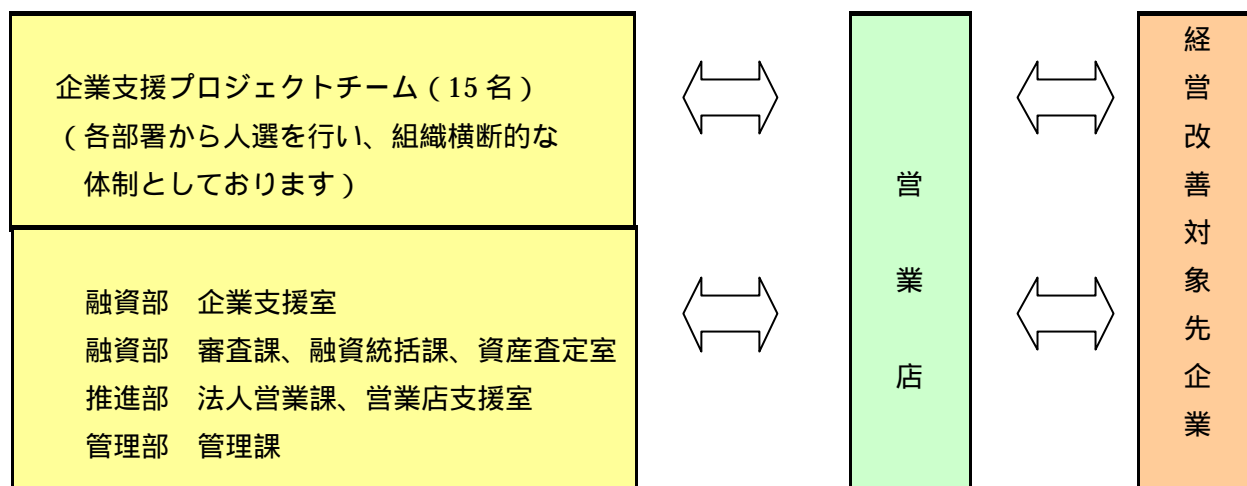 企業支援プロジェクトチーム（15名）
（各部署から人選を行い、組織横断的な
体制としております）
融資部　企業支援室
融資部　審査課、融資統括課、資産査定室
推進部　法人営業課、営業店支援室
管理部　管理課
営業店
経営改善対象先企業